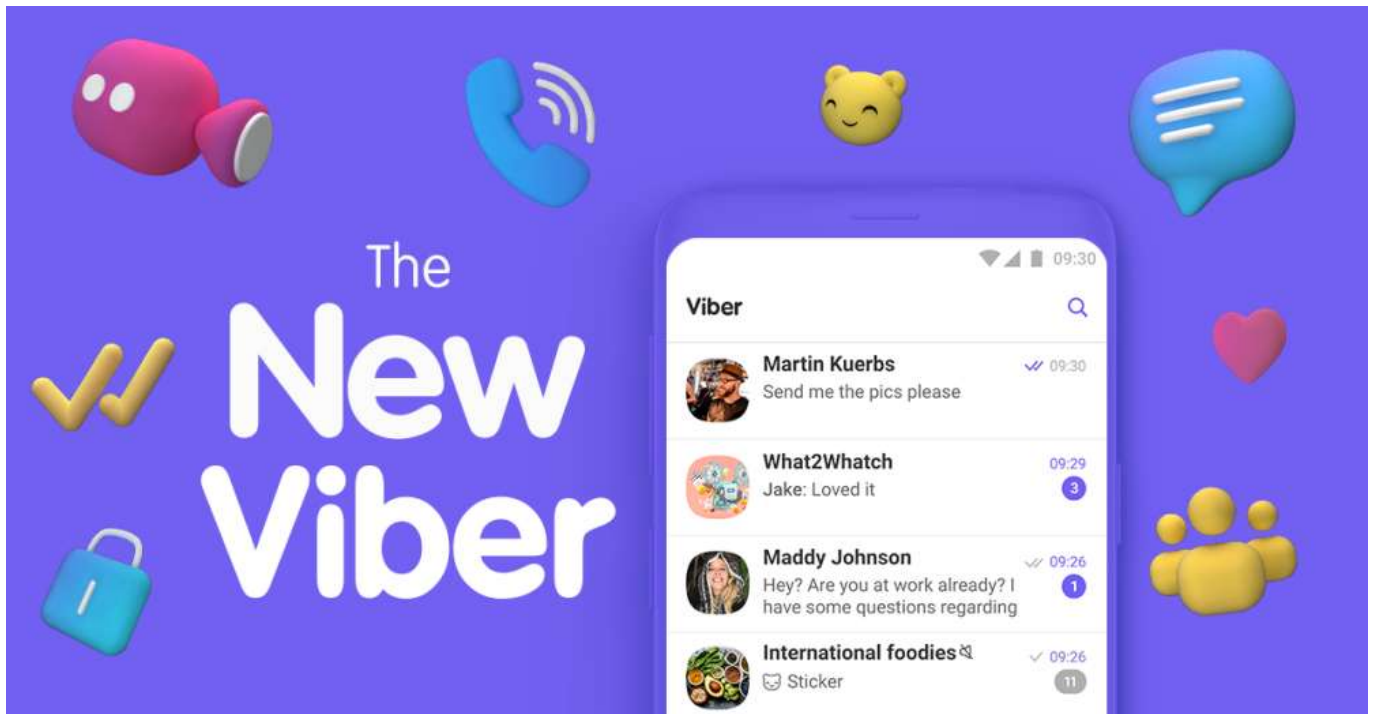 The
New
Viber
09:30
Viber
Martin Kuerbs
09:30
Send me the pics please
What2Whatch
09:29
Jake: Loved it
3
Maddy Johnson
09:26
Hey? Are you at work already? I
1
have some questions regarding
International foodies
09:26
Sticker
11